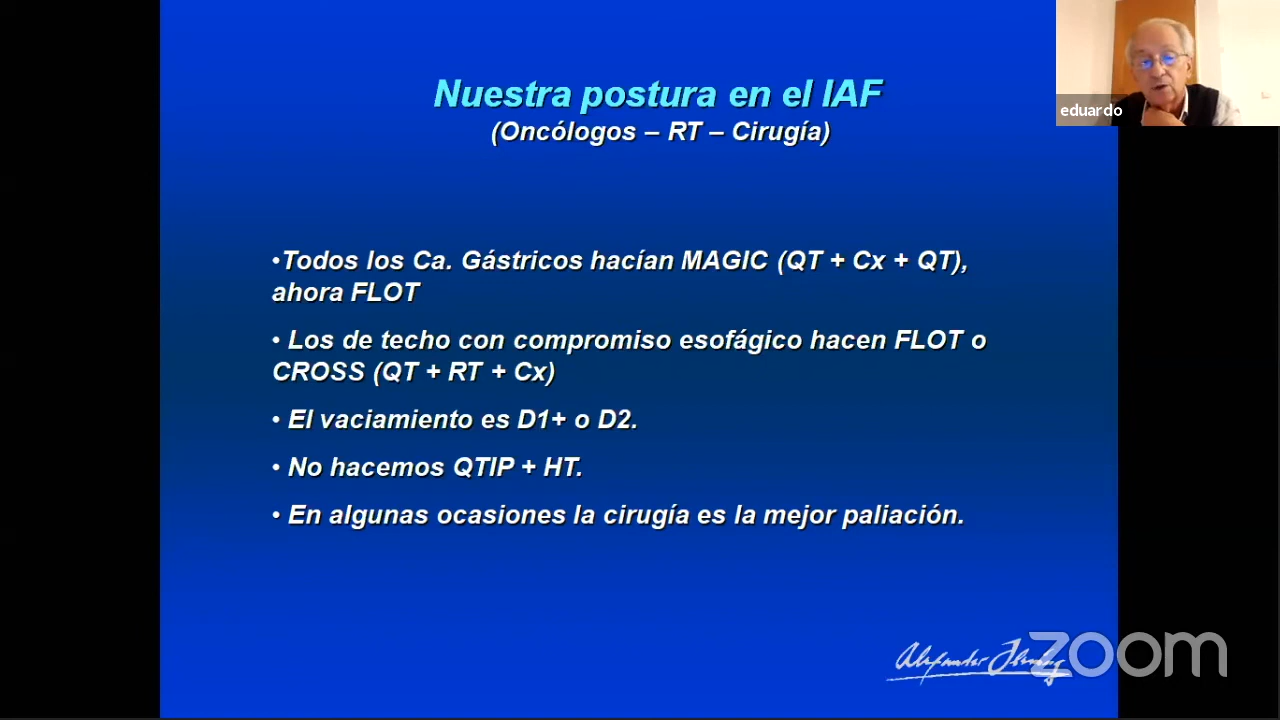 Nuestra postura en el IAF
(Oncólogos – RT – Cirugía)
eduardo
•Todos los Ca. Gástricos hacían MAGIC (QT + Cx + QT),
ahora FLOT
• Los de techo con compromiso esofágico hacen FLOT o
CROSS (QT + RT + Cx)
• El vaciamiento es D1+ o D2.
• No hacemos QTIP + HT.
• En algunas ocasiones la cirugía es la mejor paliación.
Alexander
zoom